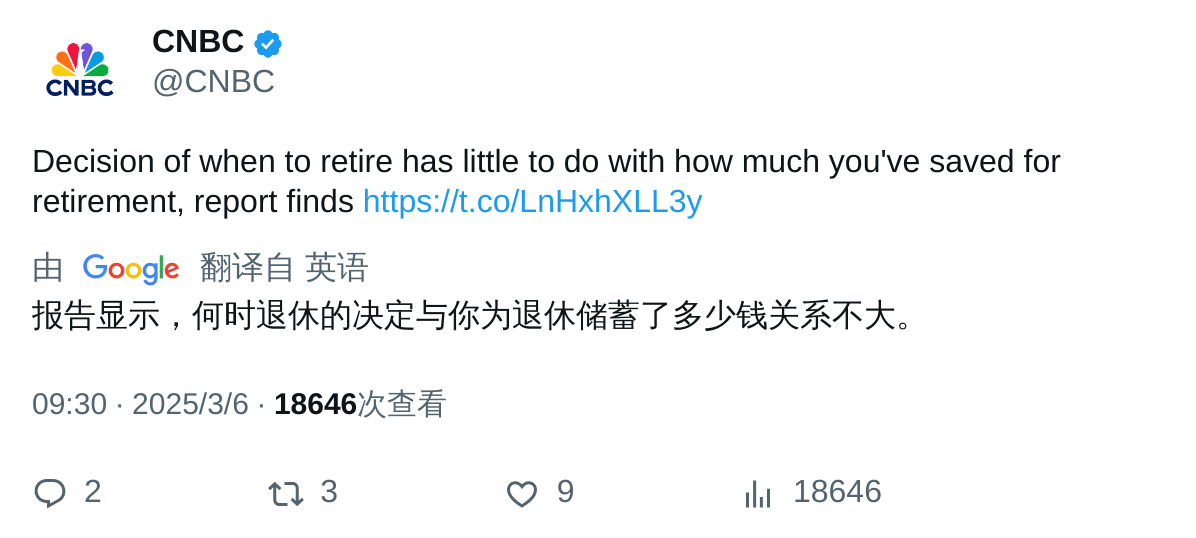 CNBC
CNBC
@CNBC
Decision of when to retire has little to do with how much you've saved for
retirement, report finds https://t.co/LnHxhXLL3y
由 Google 翻译自 英语
报告显示，何时退休的决定与你为退休储蓄了多少钱关系不大。
09:30 · 2025/3/6 · 18646次查看
2 3 9 18646